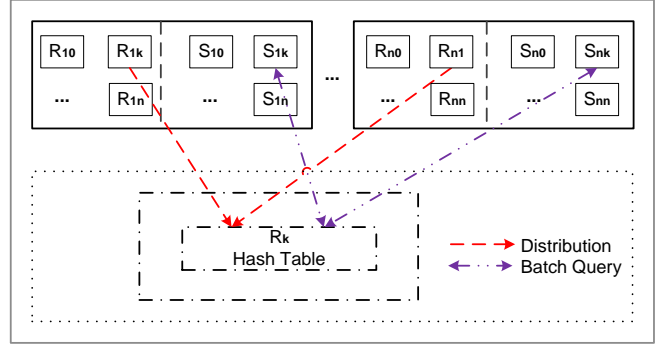 R10 R1k S10 S1k ... Rn0 Rn1 Sn0 Snk
... R1n ... S1n ... Rnn ... Snn
Rk
Hash Table
Distribution
Batch Query